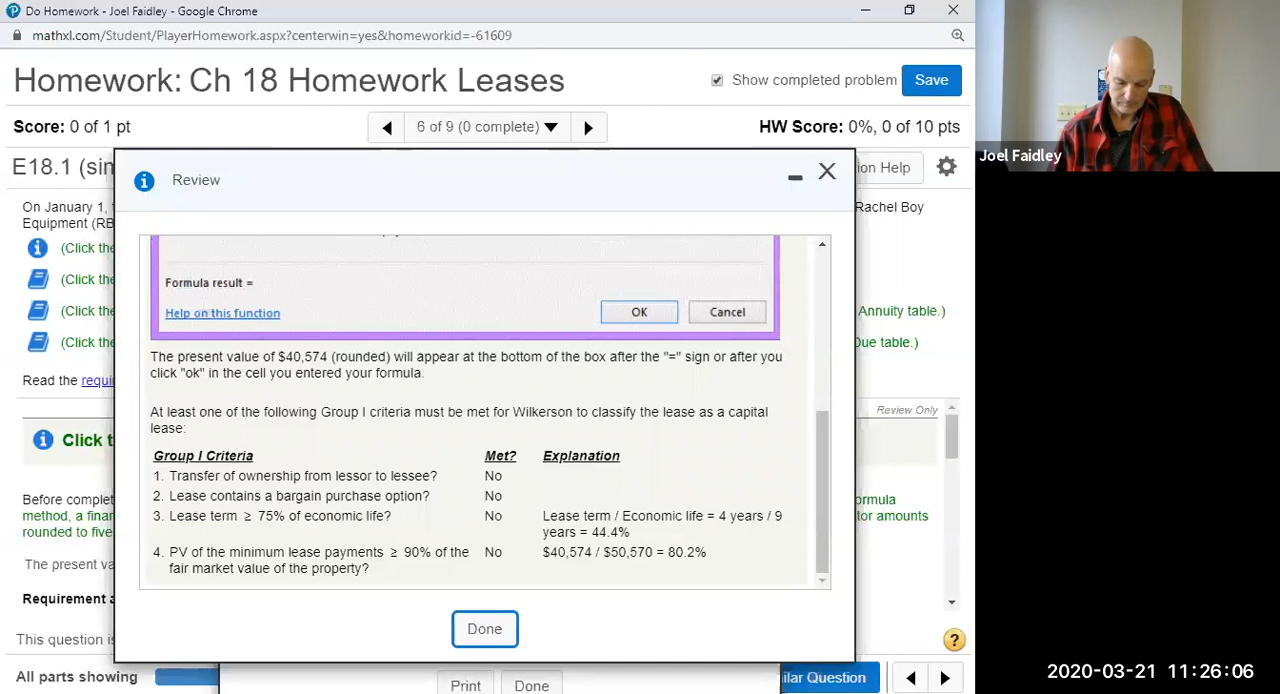 Do Homework - Joel Faidley - Google Chrome
mathxl.com/Student/PlayerHomework.aspx?centerwin=yes&homeworkid=-61609
Homework: Ch 18 Homework Leases
Show completed problem
Save
Score: 0 of 1 pt
6 of 9 (0 complete)
HW Score: 0%, 0 of 10 pts
E18.1 (sin
ion Help
Joel Faidley
Review
On January 1,
Rachel Boy
Equipment (RB
(Click the
(Click the
(Click the
Annuity table.)
(Click the
Due table.)
Read the requi
Formula result =
Help on this function
OK
Cancel
The present value of $40,574 (rounded) will appear at the bottom of the box after the "=" sign or after you
click "ok" in the cell you entered your formula.
At least one of the following Group I criteria must be met for Wilkerson to classify the lease as a capital
lease:
Group I Criteria Met? Explanation
1. Transfer of ownership from lessor to lessee? No
2. Lease contains a bargain purchase option? No
3. Lease term ≥ 75% of economic life? No Lease term / Economic life = 4 years / 9
years = 44.4%
4. PV of the minimum lease payments ≥ 90% of the No $40,574 / $50,570 = 80.2%
fair market value of the property?
Done
Review Only
Click t
Before complet
ormula
method, a finan
tor amounts
rounded to five
The present va
Requirement a
This question is
?
All parts showing
Print
Done
ilar Question
2020-03-21 11:26:06